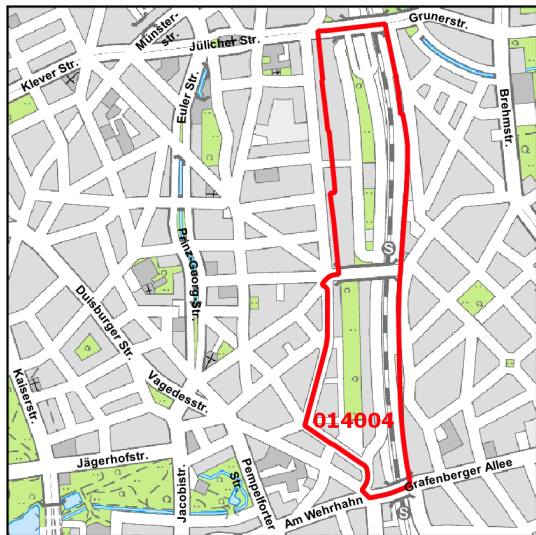 Münster-
str.
Grunerstr.
Jülicher Str.
Klever Str.
Euler Str.
Brehmstr.
S
Prinz-Georg-Str.
Duisburger Str.
Vagedesstr.
Kaiserstr.
014004
Jägerhofstr.
Jacobistr.
Pempelforter
Str.
Grafenberger Allee
Am Wehrhahn
S